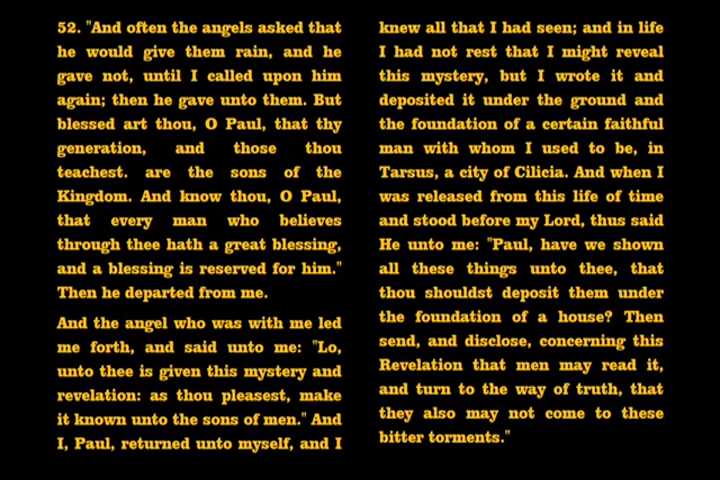 52. "And often the angels asked that
he would give them rain, and he
gave not, until I called upon him
again; then he gave unto them. But
blessed art thou, O Paul, that thy
generation, and those thou
teachest. are the sons of the
Kingdom. And know thou, O Paul,
that every man who believes
through thee hath a great blessing,
and a blessing is reserved for him."
Then he departed from me.
And the angel who was with me led
me forth, and said unto me: "Lo,
unto thee is given this mystery and
revelation: as thou pleasest, make
it known unto the sons of men." And
I, Paul, returned unto myself, and I
knew all that I had seen; and in life
I had not rest that I might reveal
this mystery, but I wrote it and
deposited it under the ground and
the foundation of a certain faithful
man with whom I used to be, in
Tarsus, a city of Cilicia. And when I
was released from this life of time
and stood before my Lord, thus said
He unto me: "Paul, have we shown
all these things unto thee, that
thou shouldst deposit them under
the foundation of a house? Then
send, and disclose, concerning this
Revelation that men may read it,
and turn to the way of truth, that
they also may not come to these
bitter torments."